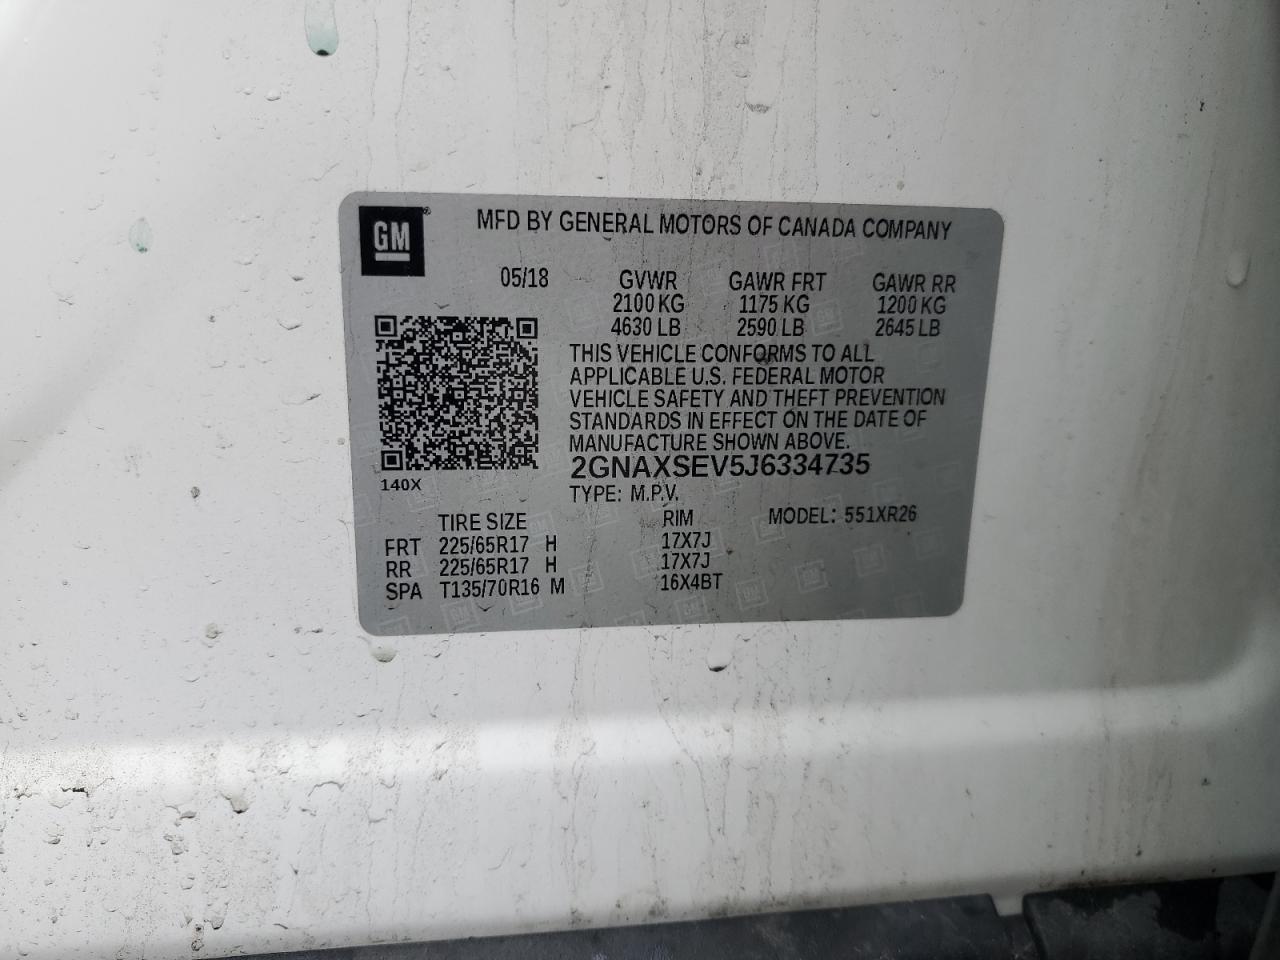 GM®
MFD BY GENERAL MOTORS OF CANADA COMPANY
05/18 GVWR GAWR FRT GAWR RR
2100 KG 1175 KG 1200 KG
4630 LB 2590 LB 2645 LB
THIS VEHICLE CONFORMS TO ALL
APPLICABLE U.S. FEDERAL MOTOR
VEHICLE SAFETY AND THEFT PREVENTION
STANDARDS IN EFFECT ON THE DATE OF
MANUFACTURE SHOWN ABOVE.
2GNAXSEV5J6334735
140X
TYPE: M.P.V.
TIRE SIZE RIM MODEL: 551XR26
FRT 225/65R17 H 17X7J
RR 225/65R17 H 17X7J
SPA T135/70R16 M 16X4BT